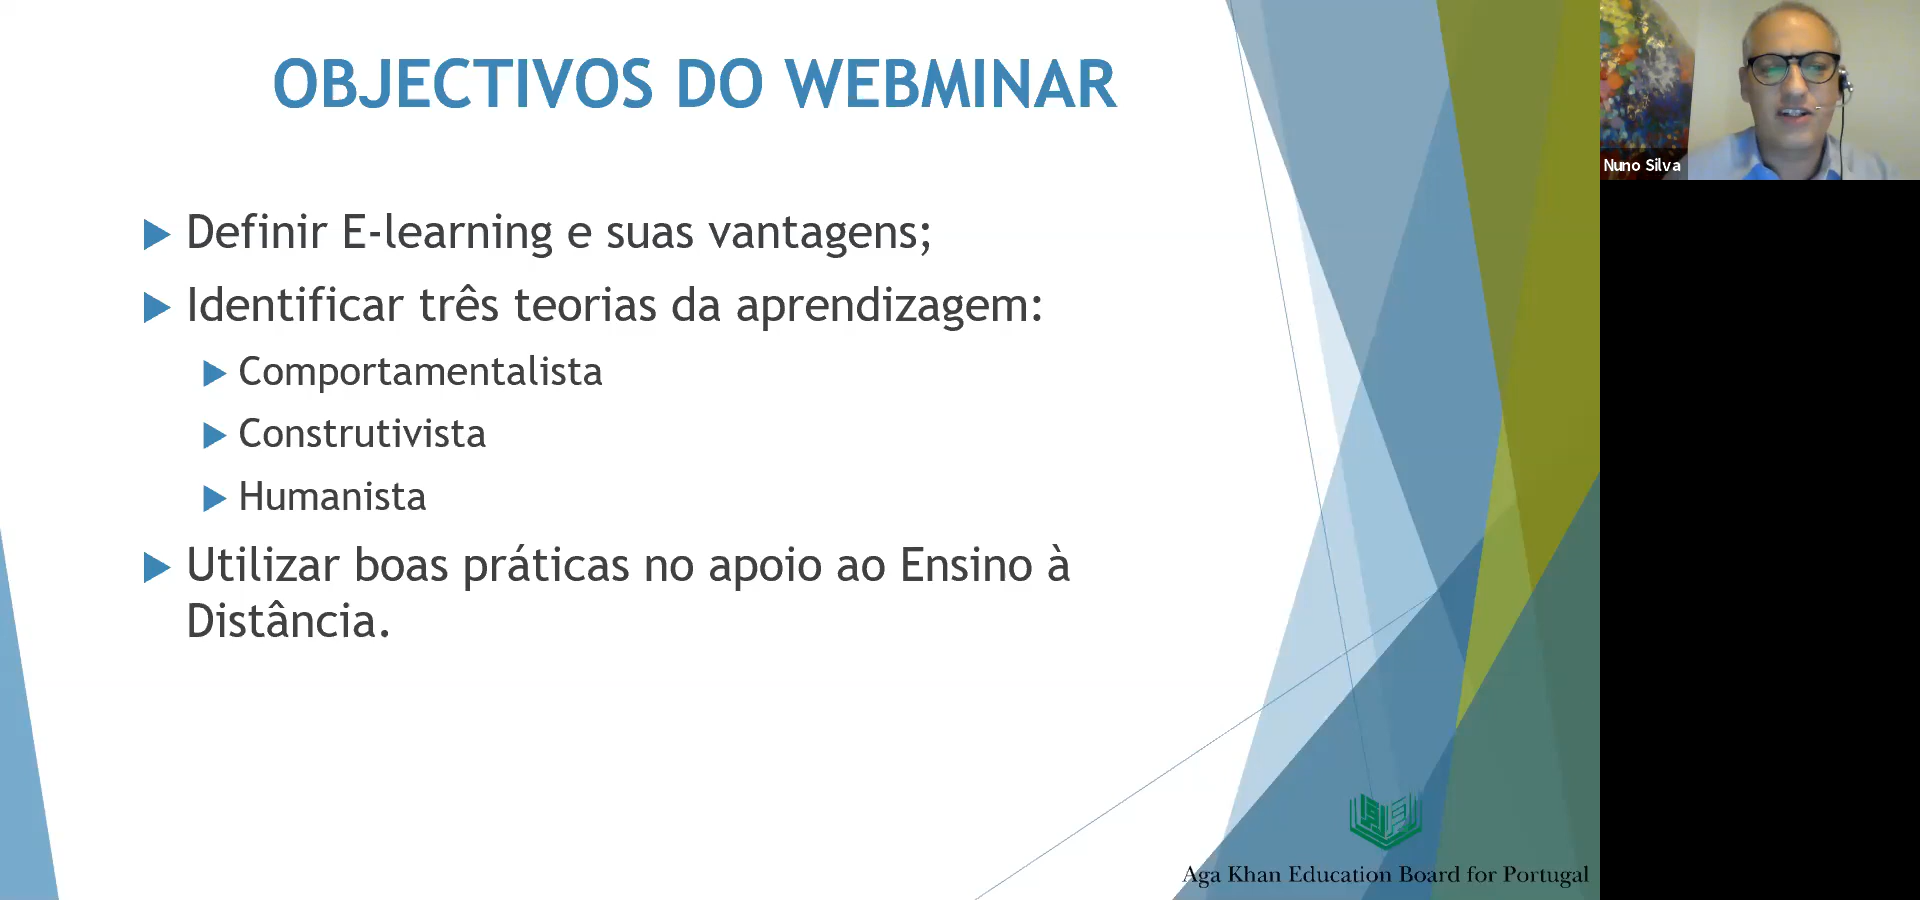 OBJECTIVOS DO WEBMINAR
Definir E-learning e suas vantagens;
Identificar três teorias da aprendizagem:
Comportamentalista
Construtivista
Humanista
Utilizar boas práticas no apoio ao Ensino à
Distância.
Aga Khan Education Board for Portugal
Nuno Silva